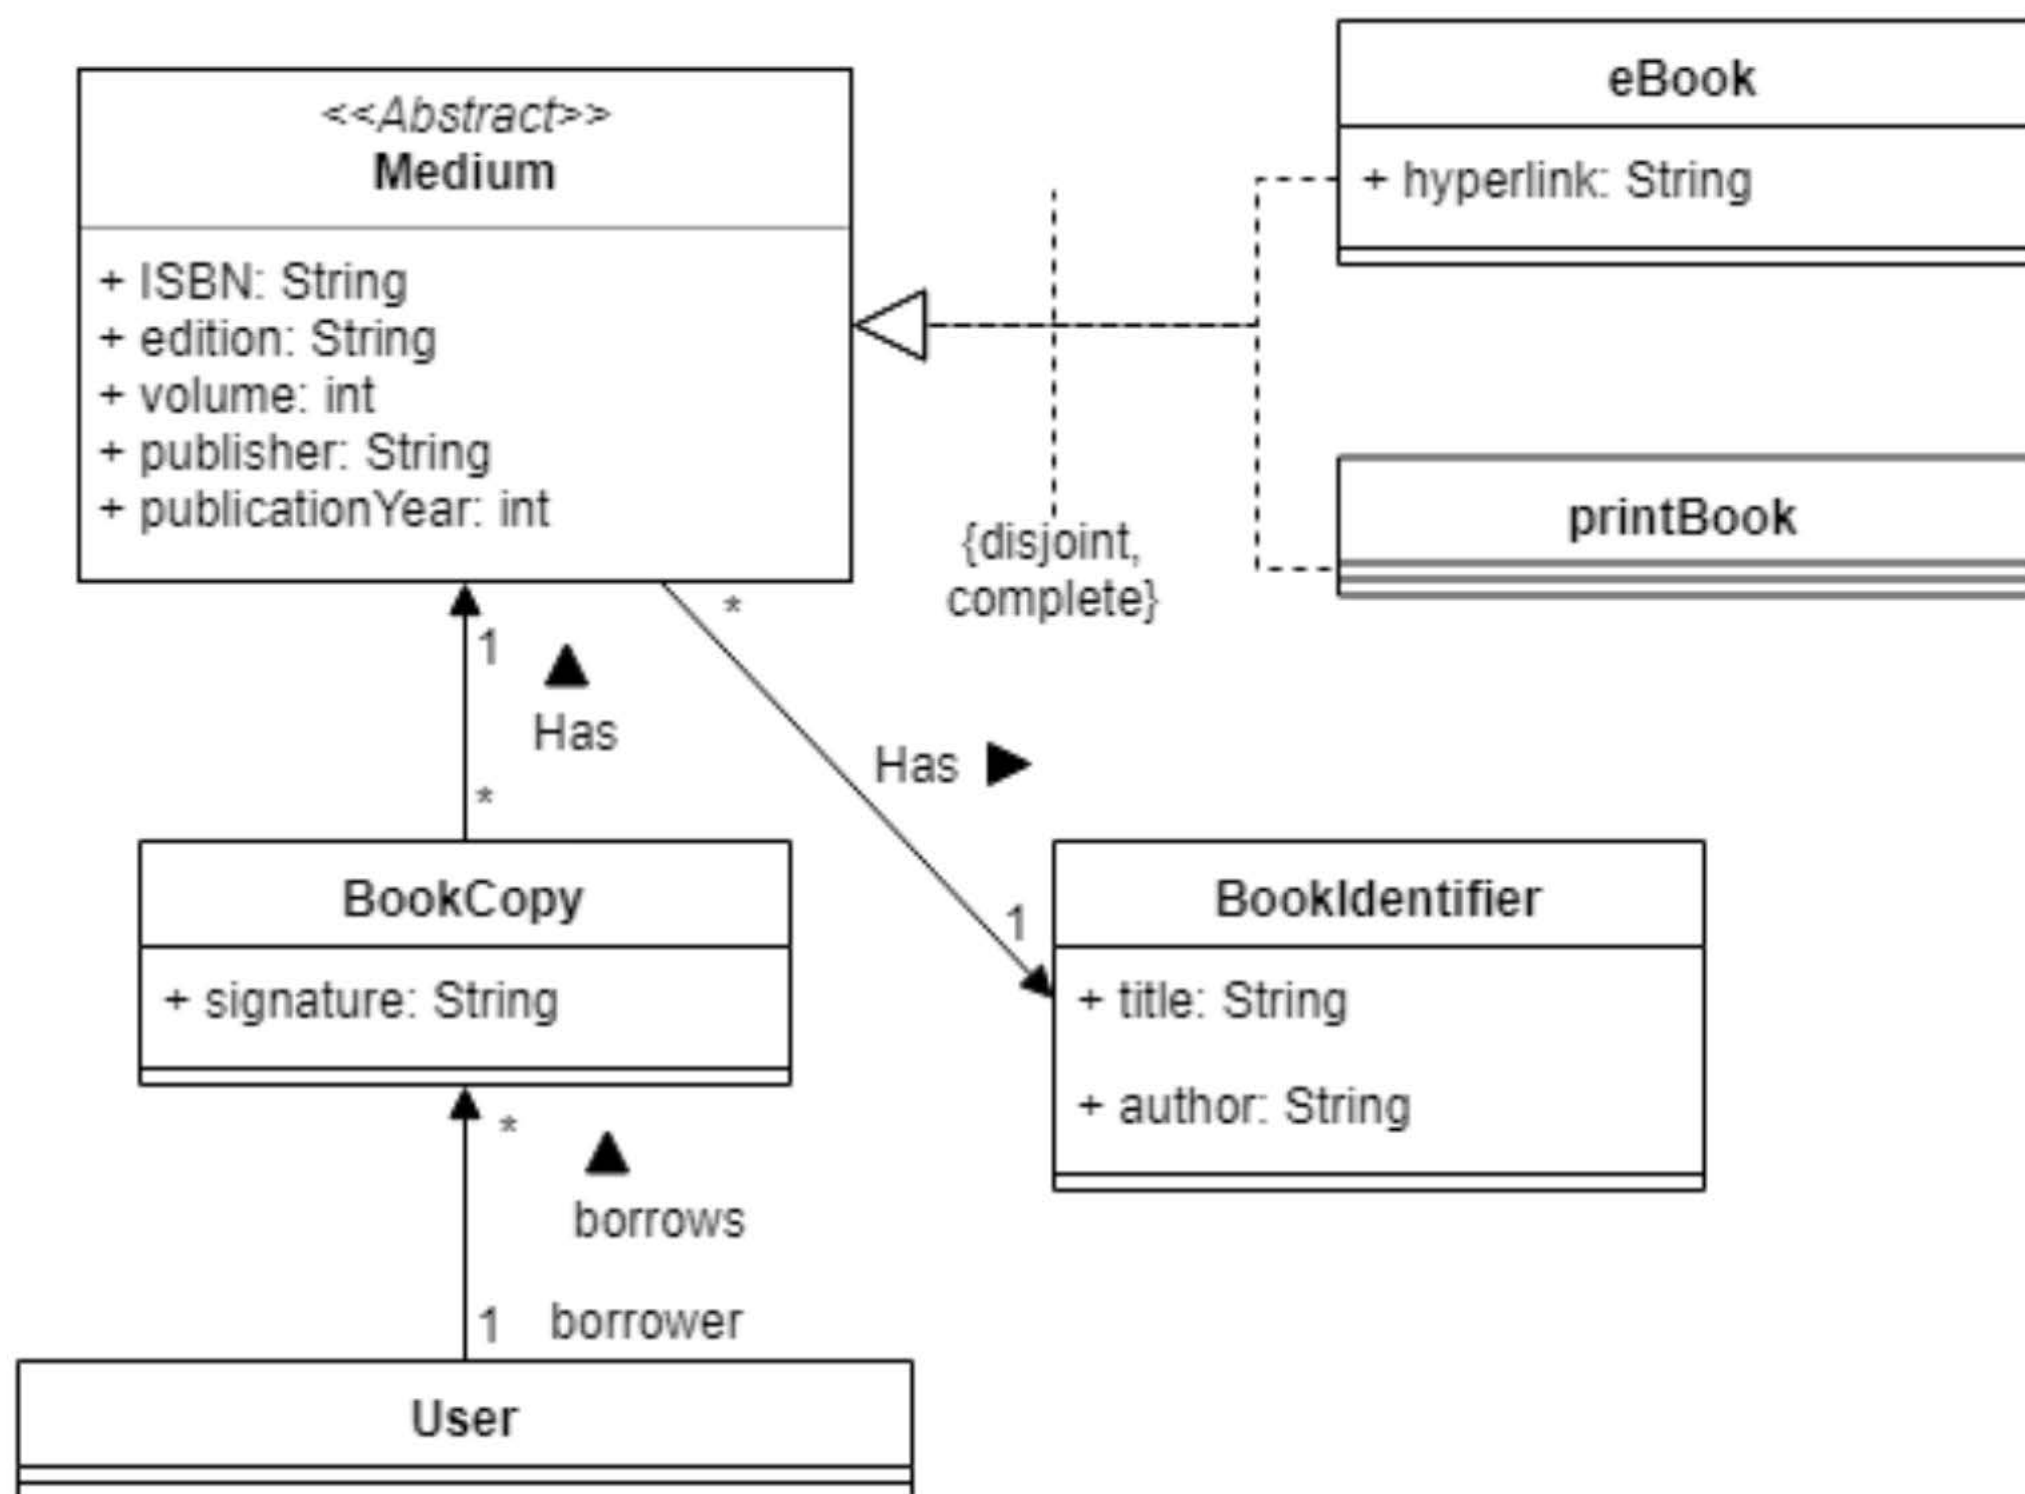 <<Abstract>>
Medium
+ ISBN: String
+ edition: String
+ volume: int
+ publisher: String
+ publicationYear: int
eBook
+ hyperlink: String
{disjoint,
complete}
printBook
*
1
Has
*
Has
1
BookCopy
+ signature: String
BookIdentifier
+ title: String
+ author: String
*
borrows
1 borrower
User